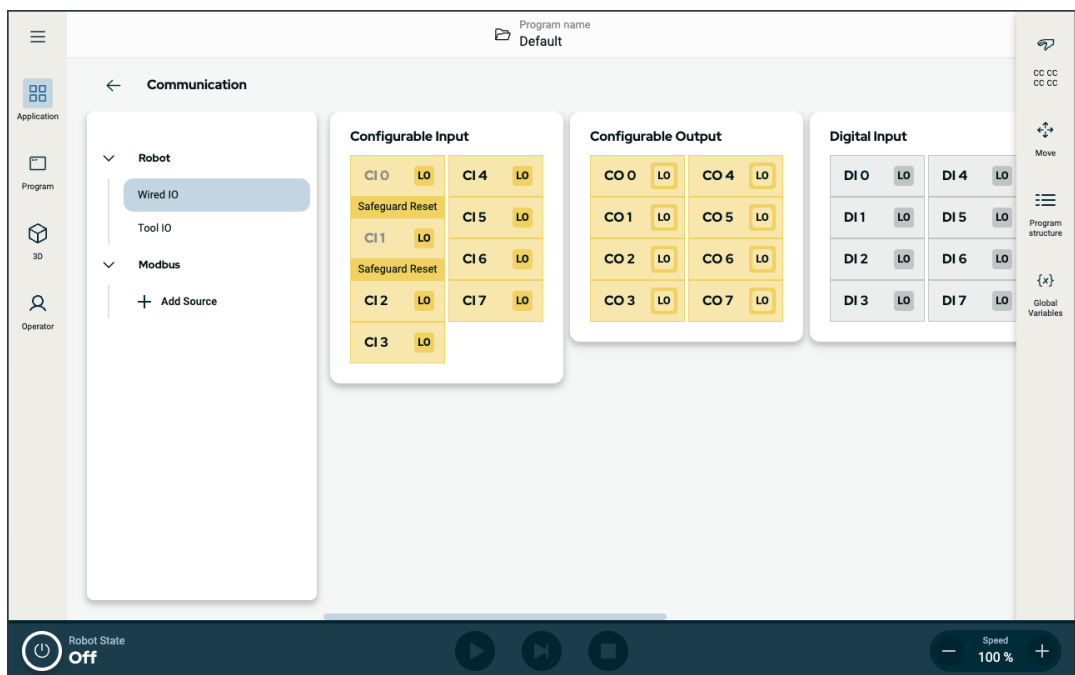 Program name
Default
Application
Program
3D
Operator
Communication
Robot
Wired IO
Tool IO
Modbus
Add Source
Configurable Input
CI 0 LO CI 4 LO
Safeguard Reset
CI 5 LO
CI 1 LO
CI 6 LO
Safeguard Reset
CI 2 LO CI 7 LO
CI 3 LO
Configurable Output
CO 0 LO CO 4 LO
CO 1 LO CO 5 LO
CO 2 LO CO 6 LO
CO 3 LO CO 7 LO
Digital Input
DI 0 LO DI 4 LO
DI 1 LO DI 5 LO
DI 2 LO DI 6 LO
DI 3 LO DI 7 LO
CC CC
CC CC
Move
Program
structure
{x}
Global
Variables
Robot State
Off
Speed
100 %